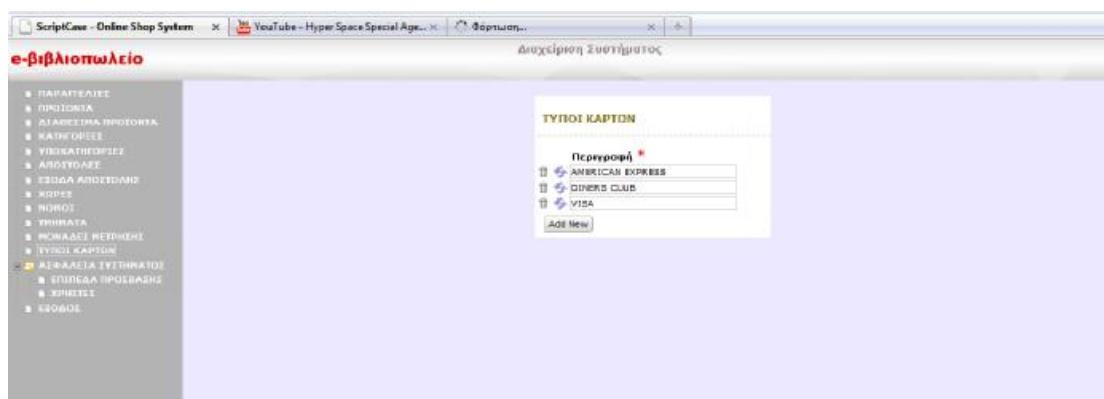 ScriptCase - Online Shop System
YouTube - Hyper Space Special Age...
Φόρτωση...
e-βιβλιοπωλείο
Διαχείριση Συστήματος
ΠΑΡΑΓΓΕΛΙΕΣ
ΠΡΟΪΟΝΤΑ
ΔΙΑΘΕΣΙΜΑ ΠΡΟΪΟΝΤΑ
ΚΑΤΗΓΟΡΙΕΣ
ΥΠΟΚΑΤΗΓΟΡΙΕΣ
ΑΠΟΣΤΟΛΕΣ
ΕΞΟΔΑ ΑΠΟΣΤΟΛΗΣ
ΧΩΡΕΣ
ΝΟΜΟΙ
ΤΜΗΜΑΤΑ
ΜΟΝΑΔΕΣ ΜΕΤΡΗΣΗΣ
ΤΥΠΟΙ ΚΑΡΤΩΝ
ΑΣΦΑΛΕΙΑ ΣΥΣΤΗΜΑΤΟΣ
ΕΠΙΠΕΔΑ ΠΡΟΣΒΑΣΗΣ
ΧΡΗΣΤΕΣ
ΕΞΟΔΟΣ
ΤΥΠΟΙ ΚΑΡΤΩΝ
Περιγραφή *
AMERICAN EXPRESS
DINERS CLUB
VISA
Add New